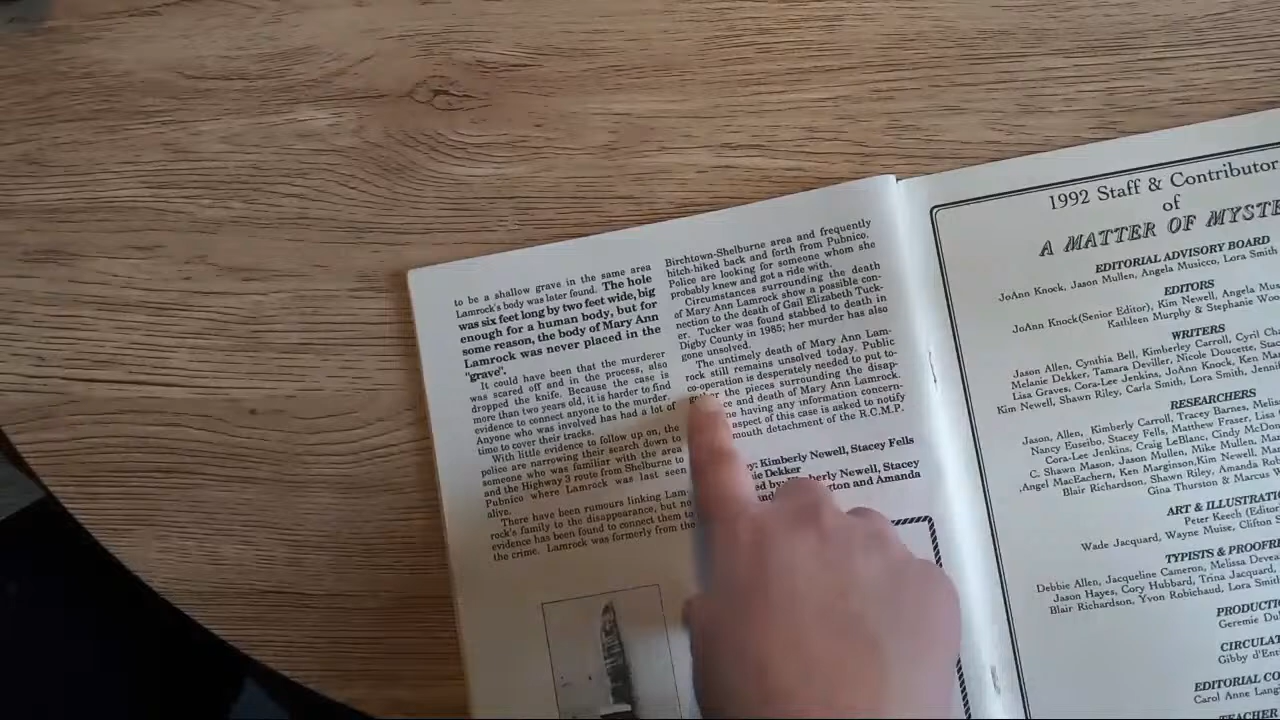 to be a shallow grave in the same area
Lamrock's body was later found. The hole
was six feet long by two feet wide, big
enough for a human body, but for
some reason, the body of Mary Ann
Lamrock was never placed in the
"grave".
It could have been that the murderer
was scared off and in the process, also
dropped the knife. Because the case is
more than two years old, it is harder to find
evidence to connect anyone to the murder.
Anyone who was involved has had a lot of
time to cover their tracks.
With little evidence to follow up on, the
police are narrowing their search down to
someone who was familiar with the area
and the Highway 3 route from Shelburne to
Pubnico where Lamrock was last seen
alive.
There have been rumours linking Lam-
rock's family to the disappearance, but no
evidence has been found to connect them to
the crime. Lamrock was formerly from the
Birchtown-Shelburne area and frequently
hitch-hiked back and forth from Pubnico.
Police are looking for someone whom she
probably knew and got a ride with.
Circumstances surrounding the death
of Mary Ann Lamrock show a possible con-
nection to the death of Gail Elizabeth Tuck-
er. Tucker was found stabbed to death in
Digby County in 1985; her murder has also
gone unsolved.
The untimely death of Mary Ann Lam-
rock still remains unsolved today. Public
co-operation is desperately needed to put to-
the pieces surrounding the disap-
ce and death of Mary Ann Lamrock.
ne having any information concern-
aspect of this case is asked to notify
mouth detachment of the R.C.M.P.
y: Kimberly Newell, Stacey Fells
ie Dekker
ed by: Kimberly Newell, Stacey
ton and Amanda
1992 Staff & Contributor
of
A MATTER OF MYSTE
EDITORIAL ADVISORY BOARD
JoAnn Knock, Jason Mullen, Angela Musicco, Lora Smith
EDITORS
JoAnn Knock(Senior Editor), Kim Newell, Angela Mus
Kathleen Murphy & Stephanie Woo
WRITERS
Jason Allen, Cynthia Bell, Kimberley Carroll, Cyril Ch
Melanie Dekker, Tamara Deviller, Nicole Doucette, Stac
Lisa Graves, Cora-Lee Jenkins, JoAnn Knock, Ken Ma
Kim Newell, Shawn Riley, Carla Smith, Lora Smith, Jenni
RESEARCHERS
Jason, Allen, Kimberly Carroll, Tracey Barnes, Melis
Nancy Euseibo, Stacey Fells, Matthew Fraser, Lisa
Cora-Lee Jenkins, Craig LeBlanc, Cindy McDon
C. Shawn Mason, Jason Mullen, Mike Mullen, Ma
,Angel MacEachern, Ken Marginson,Kim Newell, Man
Blair Richardson, Shawn Riley, Amanda Rob
Gina Thurston & Marcus
ART & ILLUSTRATI
Peter Keech (Editor
Wade Jacquard, Wayne Muise, Clifton
TYPISTS & PROOFR
Debbie Allen, Jacqueline Cameron, Melissa Devea
Jason Hayes, Cory Hubbard, Trina Jacquard,
Blair Richardson, Yvon Robichaud, Lora Smit
PRODUCTI
Geremie Du
CIRCULAT
Gibby d'Ent
EDITORIAL CO
Carol Anne Lang
TEACHER